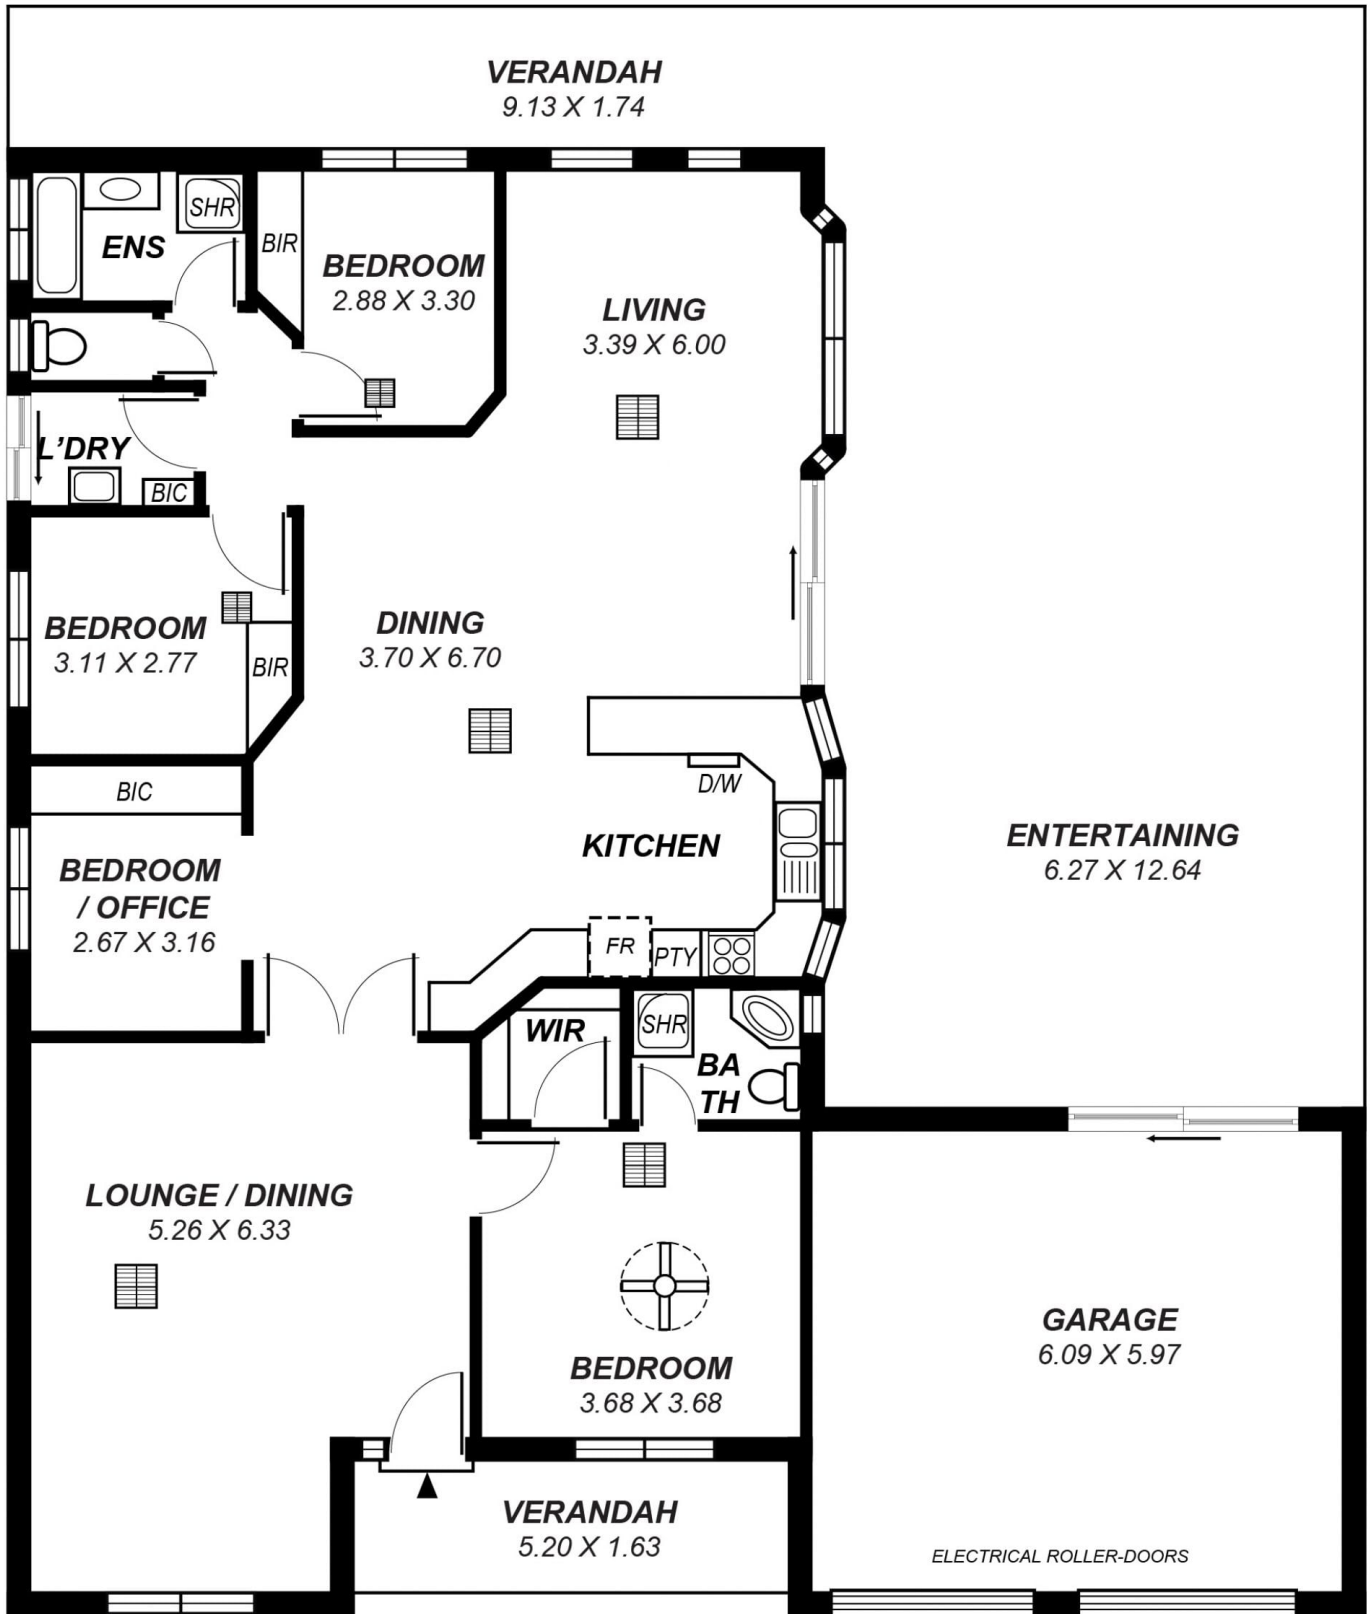 VERANDAH
9.13 X 1.74
SHR
ENS
BIR
BEDROOM
2.88 X 3.30
LIVING
3.39 X 6.00
L'DRY
BIC
BEDROOM
3.11 X 2.77
BIR
DINING
3.70 X 6.70
BIC
BEDROOM
/ OFFICE
2.67 X 3.16
D/W
KITCHEN
FR
PTY
ENTERTAINING
6.27 X 12.64
WIR
SHR
BA
TH
LOUNGE / DINING
5.26 X 6.33
BEDROOM
3.68 X 3.68
GARAGE
6.09 X 5.97
VERANDAH
5.20 X 1.63
ELECTRICAL ROLLER-DOORS